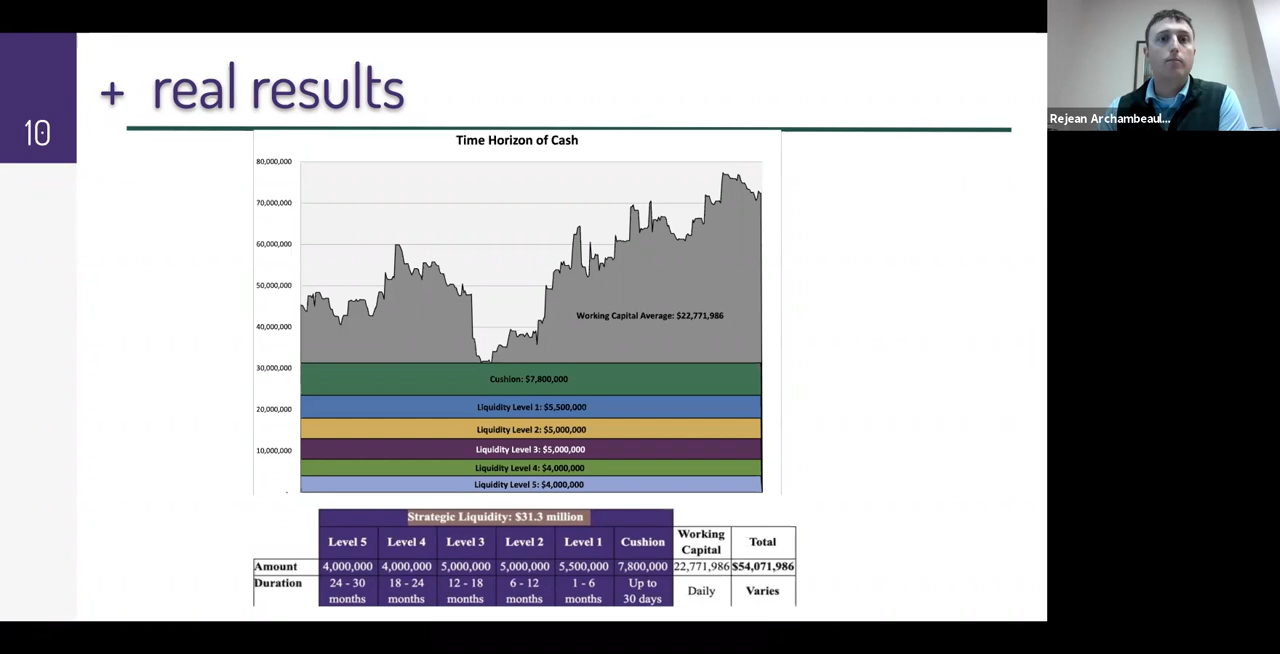 10
+ real results
Rejean Archambeaul...
Time Horizon of Cash
80,000,000
70,000,000
60,000,000
50,000,000
40,000,000
30,000,000
20,000,000
10,000,000
-
Working Capital Average: $22,771,986
Cushion: $7,800,000
Liquidity Level 1: $5,500,000
Liquidity Level 2: $5,000,000
Liquidity Level 3: $5,000,000
Liquidity Level 4: $4,000,000
Liquidity Level 5: $4,000,000
Strategic Liquidity: $31.3 million
Level 5 Level 4 Level 3 Level 2 Level 1 Cushion Working Capital Total
Amount 4,000,000 4,000,000 5,000,000 5,000,000 5,500,000 7,800,000 22,771,986 $54,071,986
Duration 24 - 30 months 18 - 24 months 12 - 18 months 6 - 12 months 1 - 6 months Up to 30 days Daily Varies